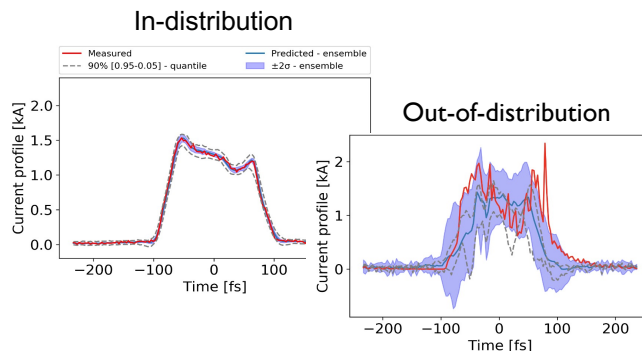 In-distribution
Measured
90% [0.95-0.05] - quantile
Predicted - ensemble
±2σ - ensemble
2.0
1.5
1.0
0.5
0.0
Current profile [kA]
−200
−100
0
100
Time [fs]
Out-of-distribution
2
1
0
Current profile [kA]
−200
−100
0
100
200
Time [fs]